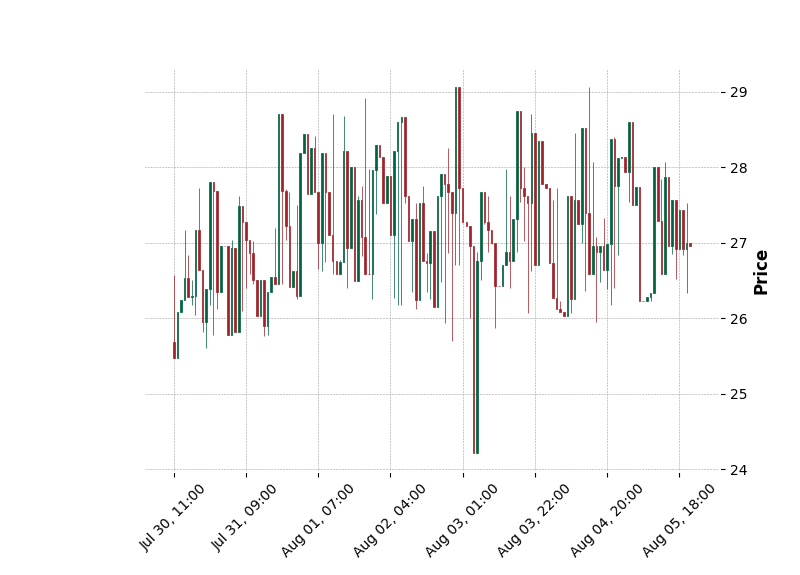 29
28
27
26
25
24
Price
Jul 30, 11:00
Jul 31, 09:00
Aug 01, 07:00
Aug 02, 04:00
Aug 03, 01:00
Aug 03, 22:00
Aug 04, 20:00
Aug 05, 18:00